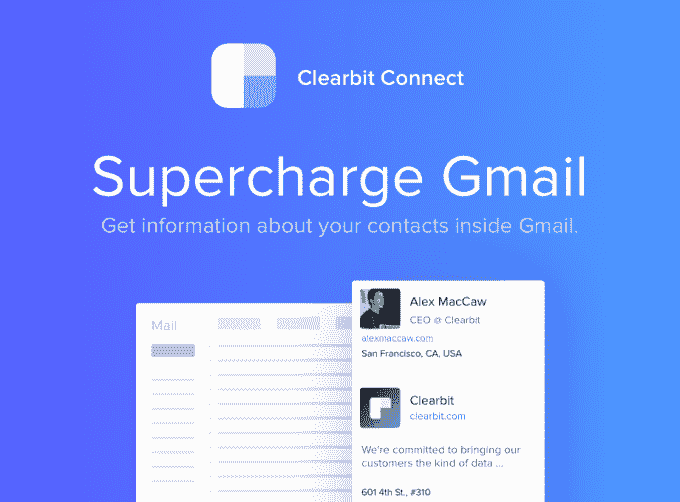 Clearbit Connect
Supercharge Gmail
Get information about your contacts inside Gmail.
Mail
Alex MacCaw
CEO @ Clearbit
alexmaccaw.com
San Francisco, CA, USA
Clearbit
clearbit.com
We're committed to bringing our
customers the kind of data ...
601 4th St., #310